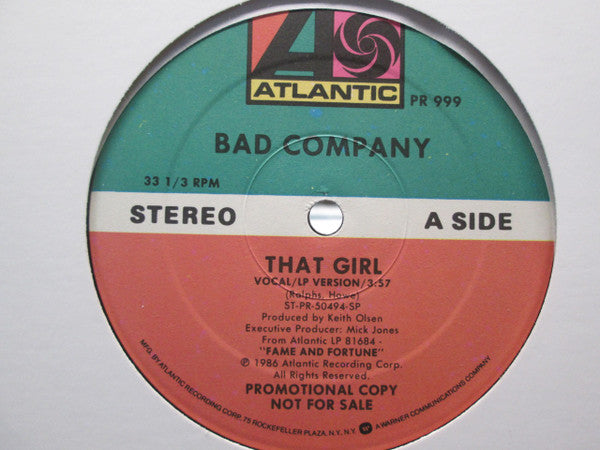 ATLANTIC
PR 999
BAD COMPANY
33 1/3 RPM
STEREO
A SIDE
THAT GIRL
VOCAL/LP VERSION/3:57
(Ralphs, Howe)
ST-PR-50494-SP
Produced by Keith Olsen
Executive Producer: Mick Jones
From Atlantic LP 81684 -
"FAME AND FORTUNE"
℗ 1986 Atlantic Recording Corp.
All Rights Reserved.
PROMOTIONAL COPY
NOT FOR SALE
MFG. BY ATLANTIC RECORDING CORP., 75 ROCKEFELLER PLAZA, N.Y., N.Y. A WARNER COMMUNICATIONS COMPANY